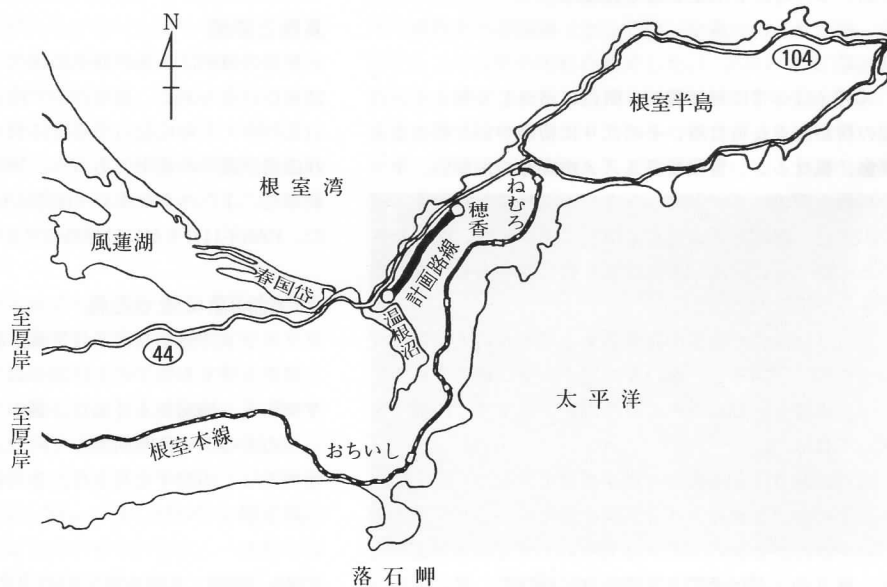 N
104
根室半島
根室湾
ねむろ
穂香
風蓮湖
春国岱
計画路線
温根沼
至厚岸
44
太平洋
至厚岸
根室本線
おちいし
落石岬